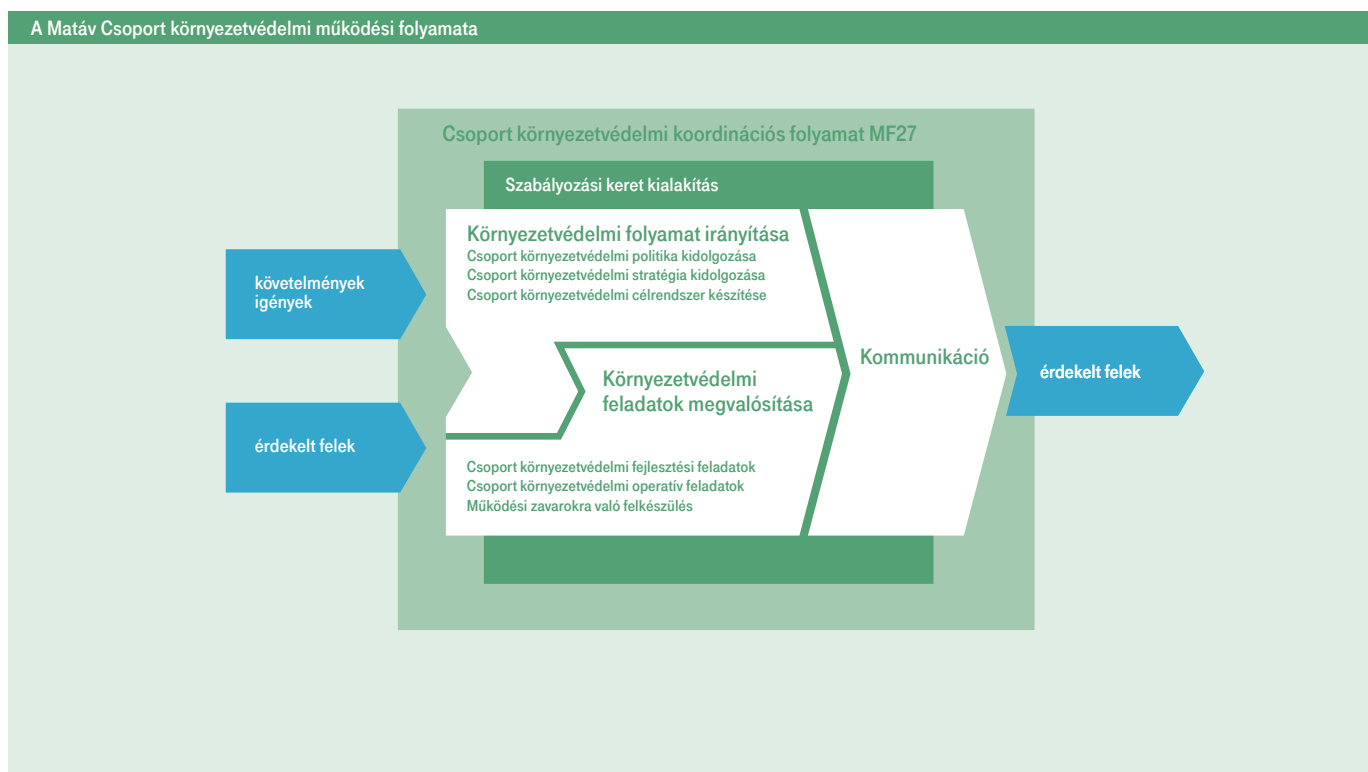 A Matáv Csoport környezetvédelmi működési folyamata
Csoport környezetvédelmi koordinációs folyamat MF27
Szabályozási keret kialakítás
követelmények
igények
érdekelt felek
Környezetvédelmi folyamat irányítása
Csoport környezetvédelmi politika kidolgozása
Csoport környezetvédelmi stratégia kidolgozása
Csoport környezetvédelmi célrendszer készítése
Környezetvédelmi
feladatok megvalósítása
Csoport környezetvédelmi fejlesztési feladatok
Csoport környezetvédelmi operatív feladatok
Működési zavarokra való felkészülés
Kommunikáció
érdekelt felek